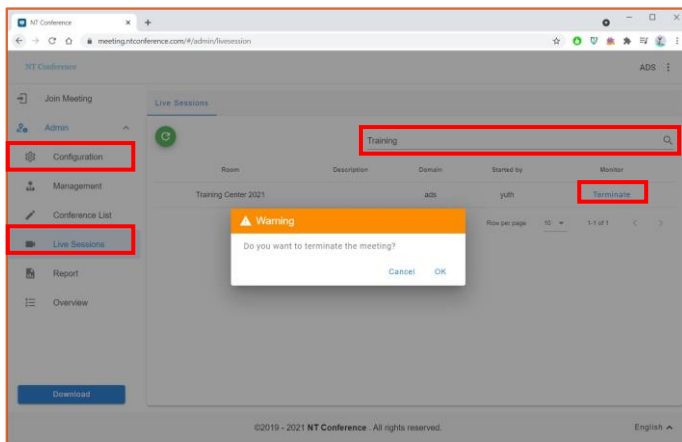 NT Conference
meeting.ntconference.com/#/admin/livesession
NT Conference
ADS
Join Meeting
Live Sessions
Admin
Training
Configuration
Room Description Domain Started by Monitor
Management
Training Center 2021 ads yuth Terminate
Conference List
Warning
Row per page 10 1-1 of 1
Live Sessions
Do you want to terminate the meeting?
Report
Cancel OK
Overview
Download
©2019 - 2021 NT Conference . All rights reserved.
English